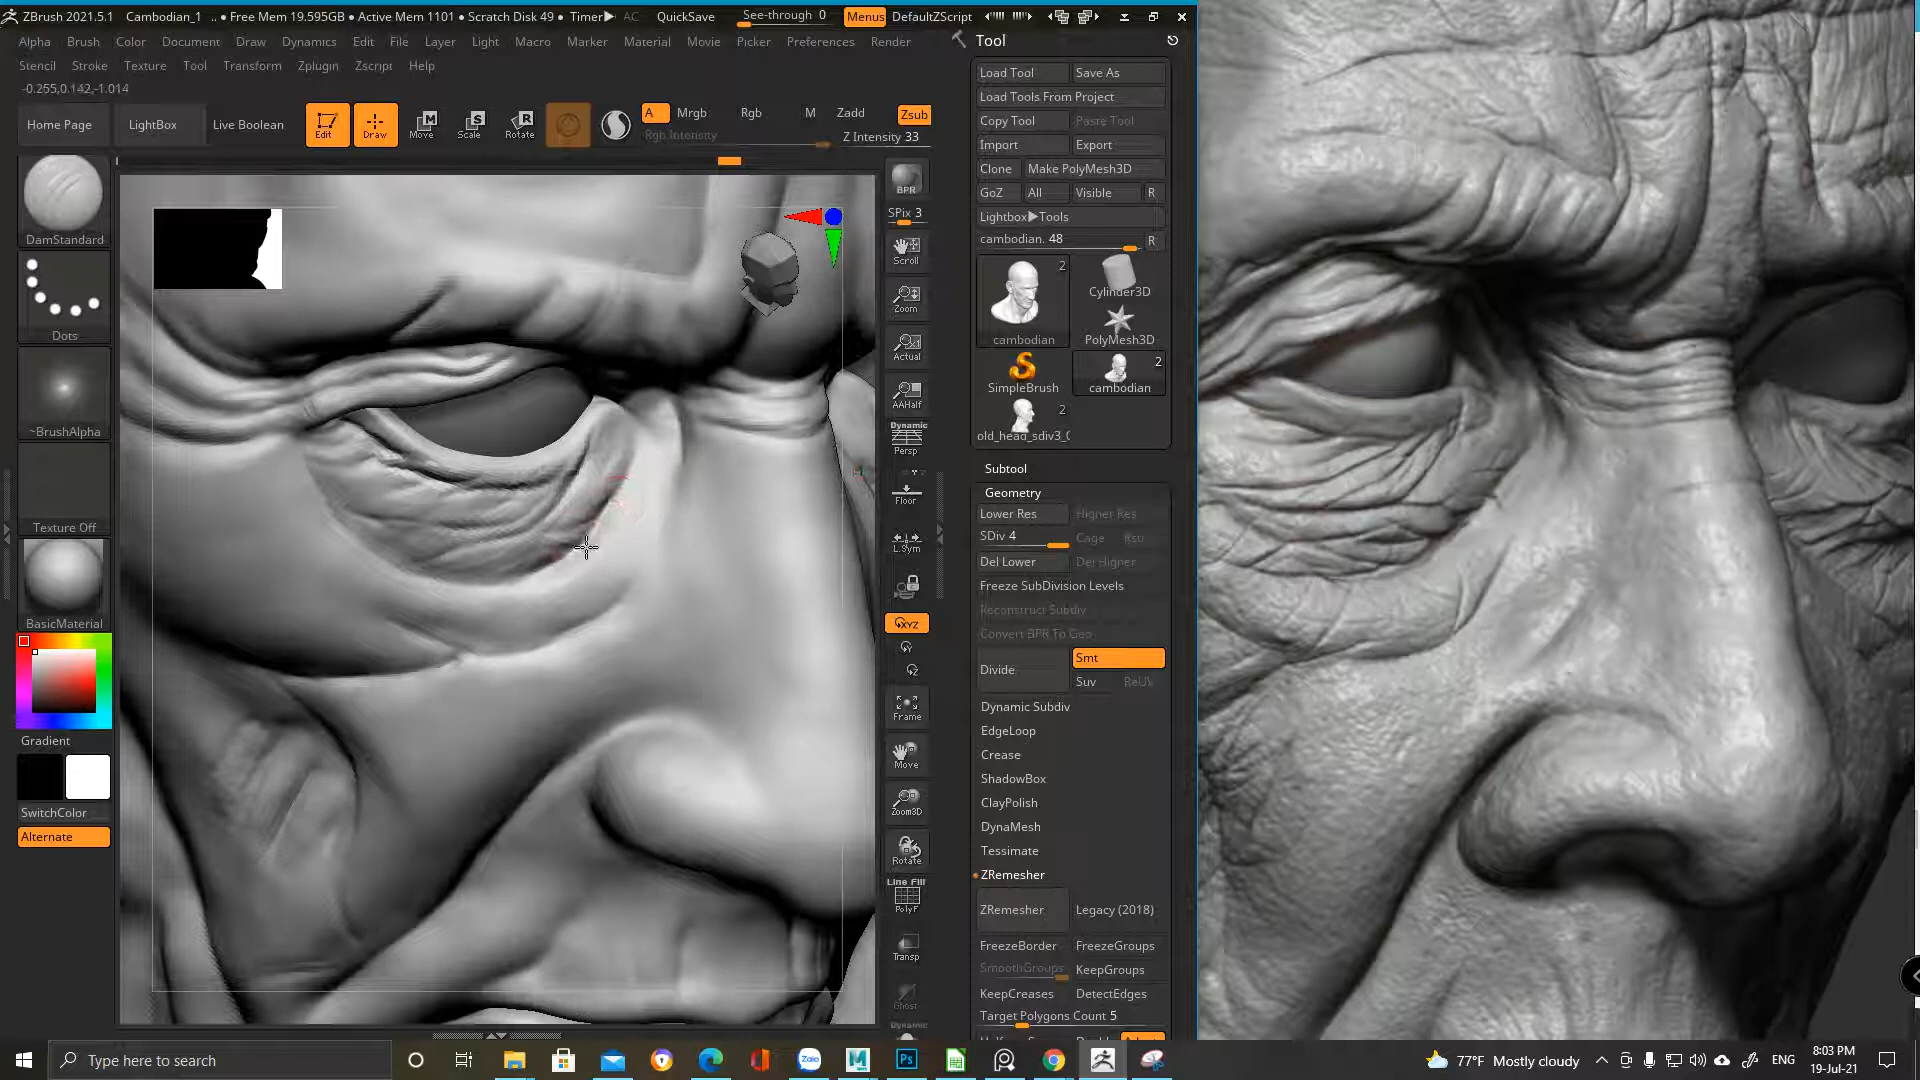 ZBrush 2021.5.1 Cambodian_1 .. ● Free Mem 19.595GB ● Active Mem 1101 ● Scratch Disk 49 ● Timer▶ AC QuickSave See-through 0 Menus DefaultZScript
Alpha Brush Color Document Draw Dynamics Edit File Layer Light Macro Marker Material Movie Picker Preferences Render
Stencil Stroke Texture Tool Transform Zplugin Zscript Help
-0.255,0.142,-1.014
Home Page LightBox Live Boolean Edit Draw Move Scale Rotate A Mrgb Rgb M Zadd Zsub
Rgb Intensity Z Intensity 33
DamStandard
Dots
~BrushAlpha
Texture Off
BasicMaterial
Gradient
SwitchColor
Alternate
BPR
SPix 3
Scroll
Zoom
Actual
AAHalf
Dynamic
Persp
Floor
L.Sym
XYZ
Frame
Move
Zoom3D
Rotate
Line Fill
PolyF
Transp
Ghost
Dynamic
Tool
Load Tool Save As
Load Tools From Project
Copy Tool Paste Tool
Import Export
Clone Make PolyMesh3D
GoZ All Visible R
Lightbox▶Tools
cambodian. 48 R
2
Cylinder3D
cambodian PolyMesh3D
2
SimpleBrush cambodian
2
old_head_sdiv3_0
Subtool
Geometry
Lower Res Higher Res
SDiv 4 Cage Rstr
Del Lower Del Higher
Freeze SubDivision Levels
Reconstruct Subdiv
Convert BPR To Geo
Divide Smt
Suv ReUV
Dynamic Subdiv
EdgeLoop
Crease
ShadowBox
ClayPolish
DynaMesh
Tessimate
ZRemesher
ZRemesher Legacy (2018)
FreezeBorder FreezeGroups
SmoothGroups KeepGroups
KeepCreases DetectEdges
Target Polygons Count 5
Type here to search
Zalo
Ps
77°F Mostly cloudy
ENG
8:03 PM
19-Jul-21